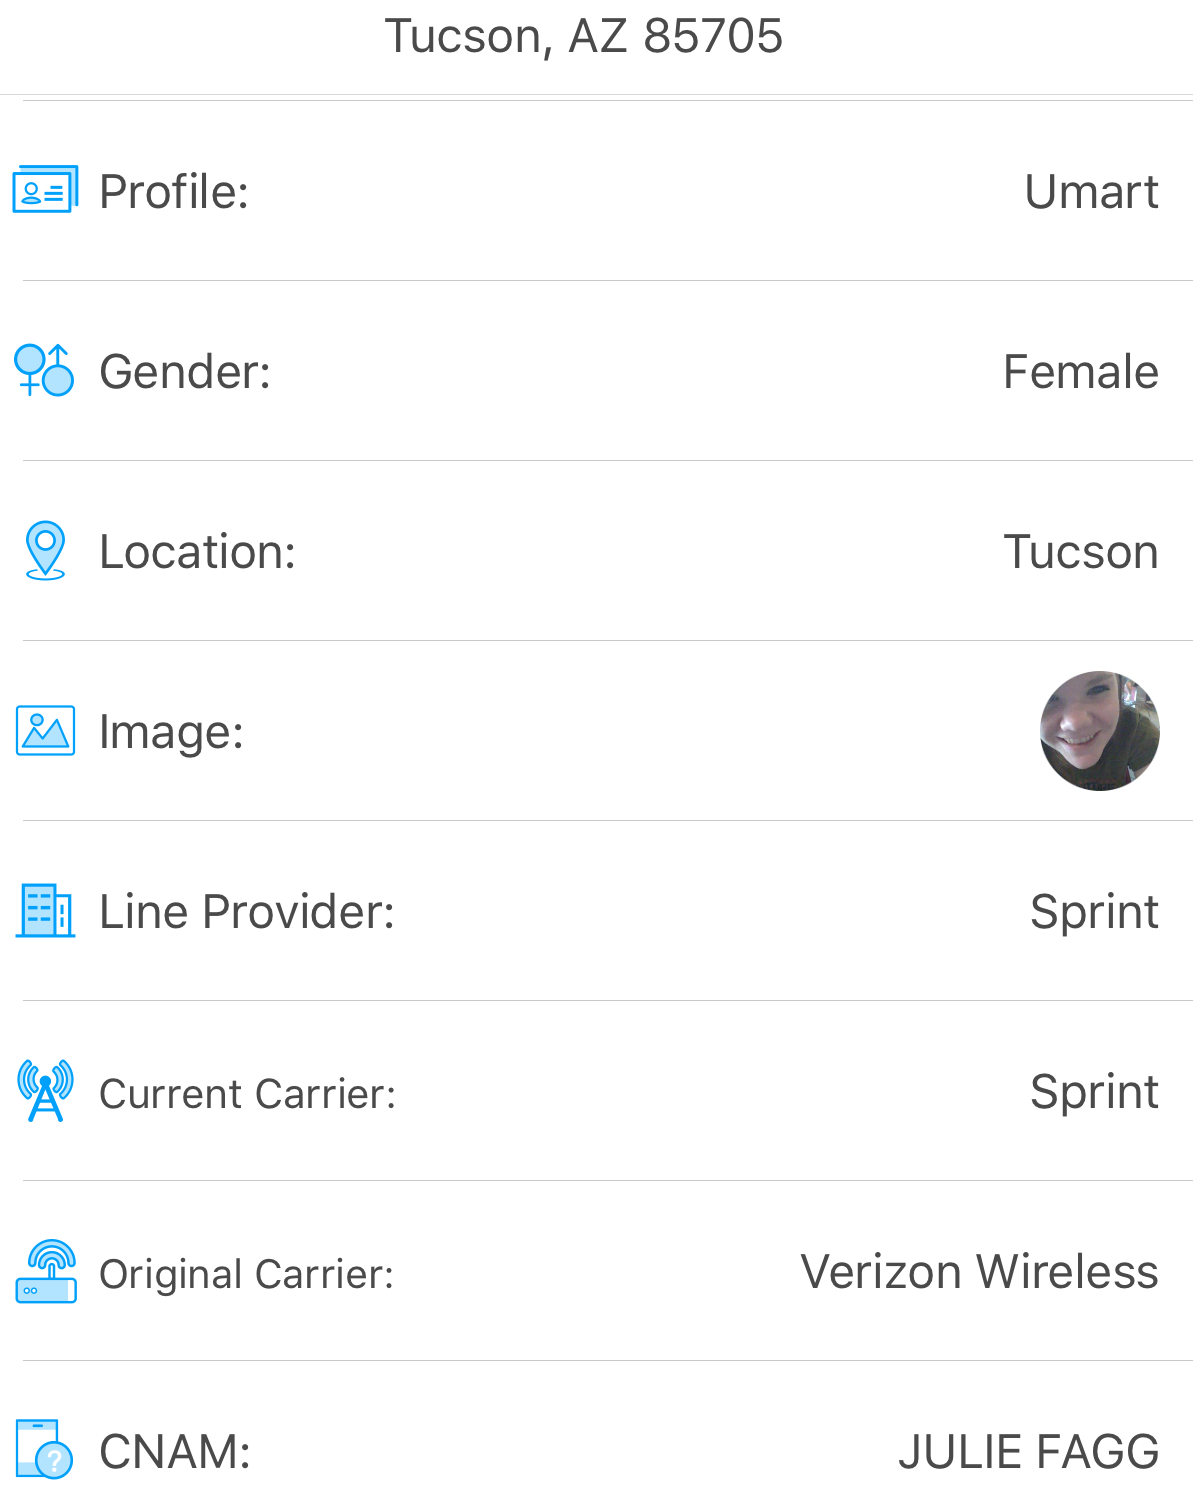 Tucson, AZ 85705
Profile: Umart
Gender: Female
Location: Tucson
Image:
Line Provider: Sprint
Current Carrier: Sprint
Original Carrier: Verizon Wireless
CNAM: JULIE FAGG